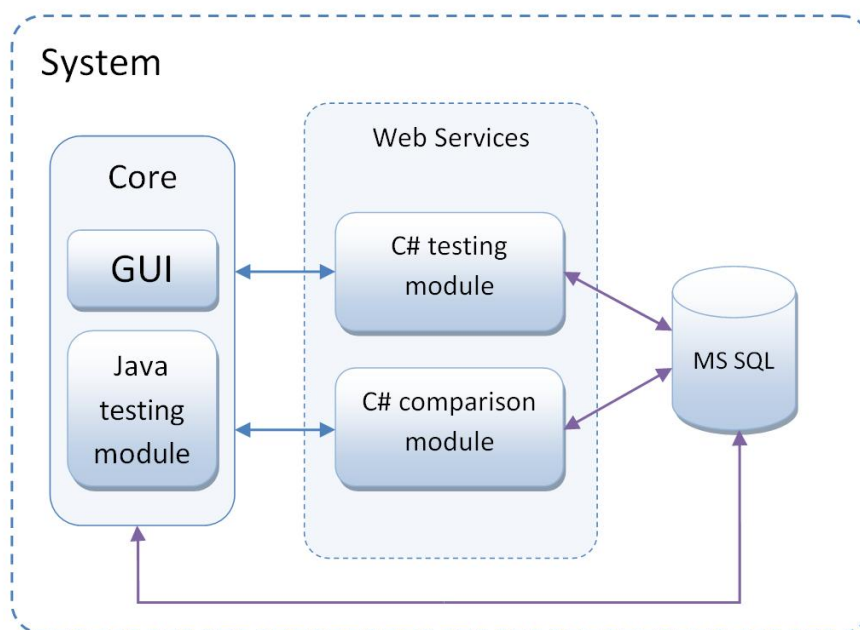 System
Core
GUI
Java
testing
module
Web Services
C# testing
module
C# comparison
module
MS SQL